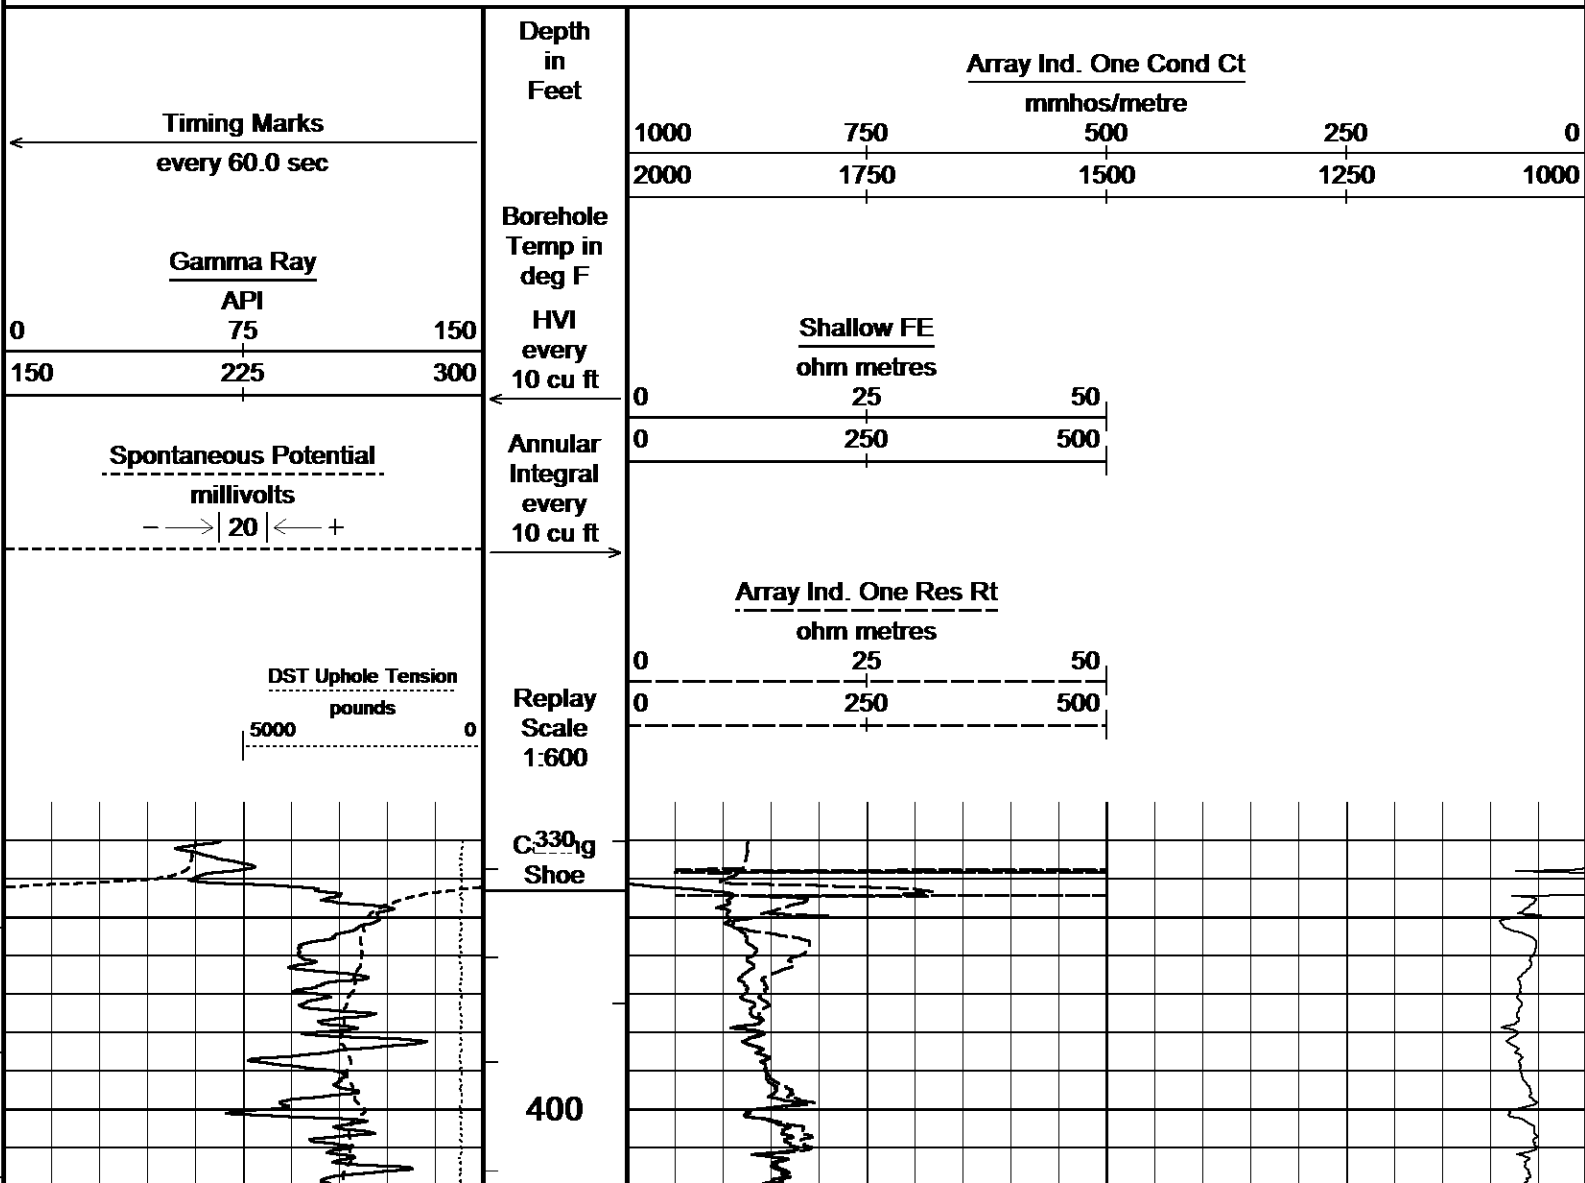 Timing Marks
every 60.0 sec
Gamma Ray
API
0 75 150
150 225 300
Spontaneous Potential
millivolts
− 20 +
DST Uphole Tension
pounds
5000 0
Depth
in
Feet
Borehole
Temp in
deg F
HVI
every
10 cu ft
Annular
Integral
every
10 cu ft
Replay
Scale
1:600
330
Shoe
400
Array Ind. One Cond Ct
mmhos/metre
1000 750 500 250 0
2000 1750 1500 1250 1000
Shallow FE
ohm metres
0 25 50
0 250 500
Array Ind. One Res Rt
ohm metres
0 25 50
0 250 500